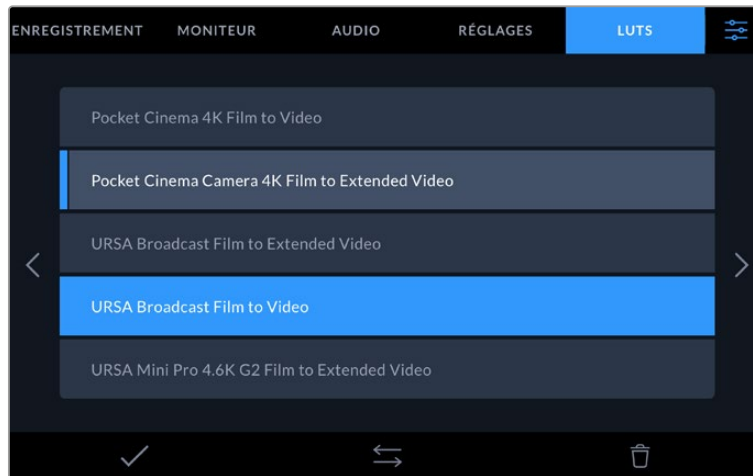 ENREGISTREMENT MONITEUR AUDIO RÉGLAGES LUTS
Pocket Cinema 4K Film to Video
Pocket Cinema Camera 4K Film to Extended Video
URSA Broadcast Film to Extended Video
URSA Broadcast Film to Video
URSA Mini Pro 4.6K G2 Film to Extended Video